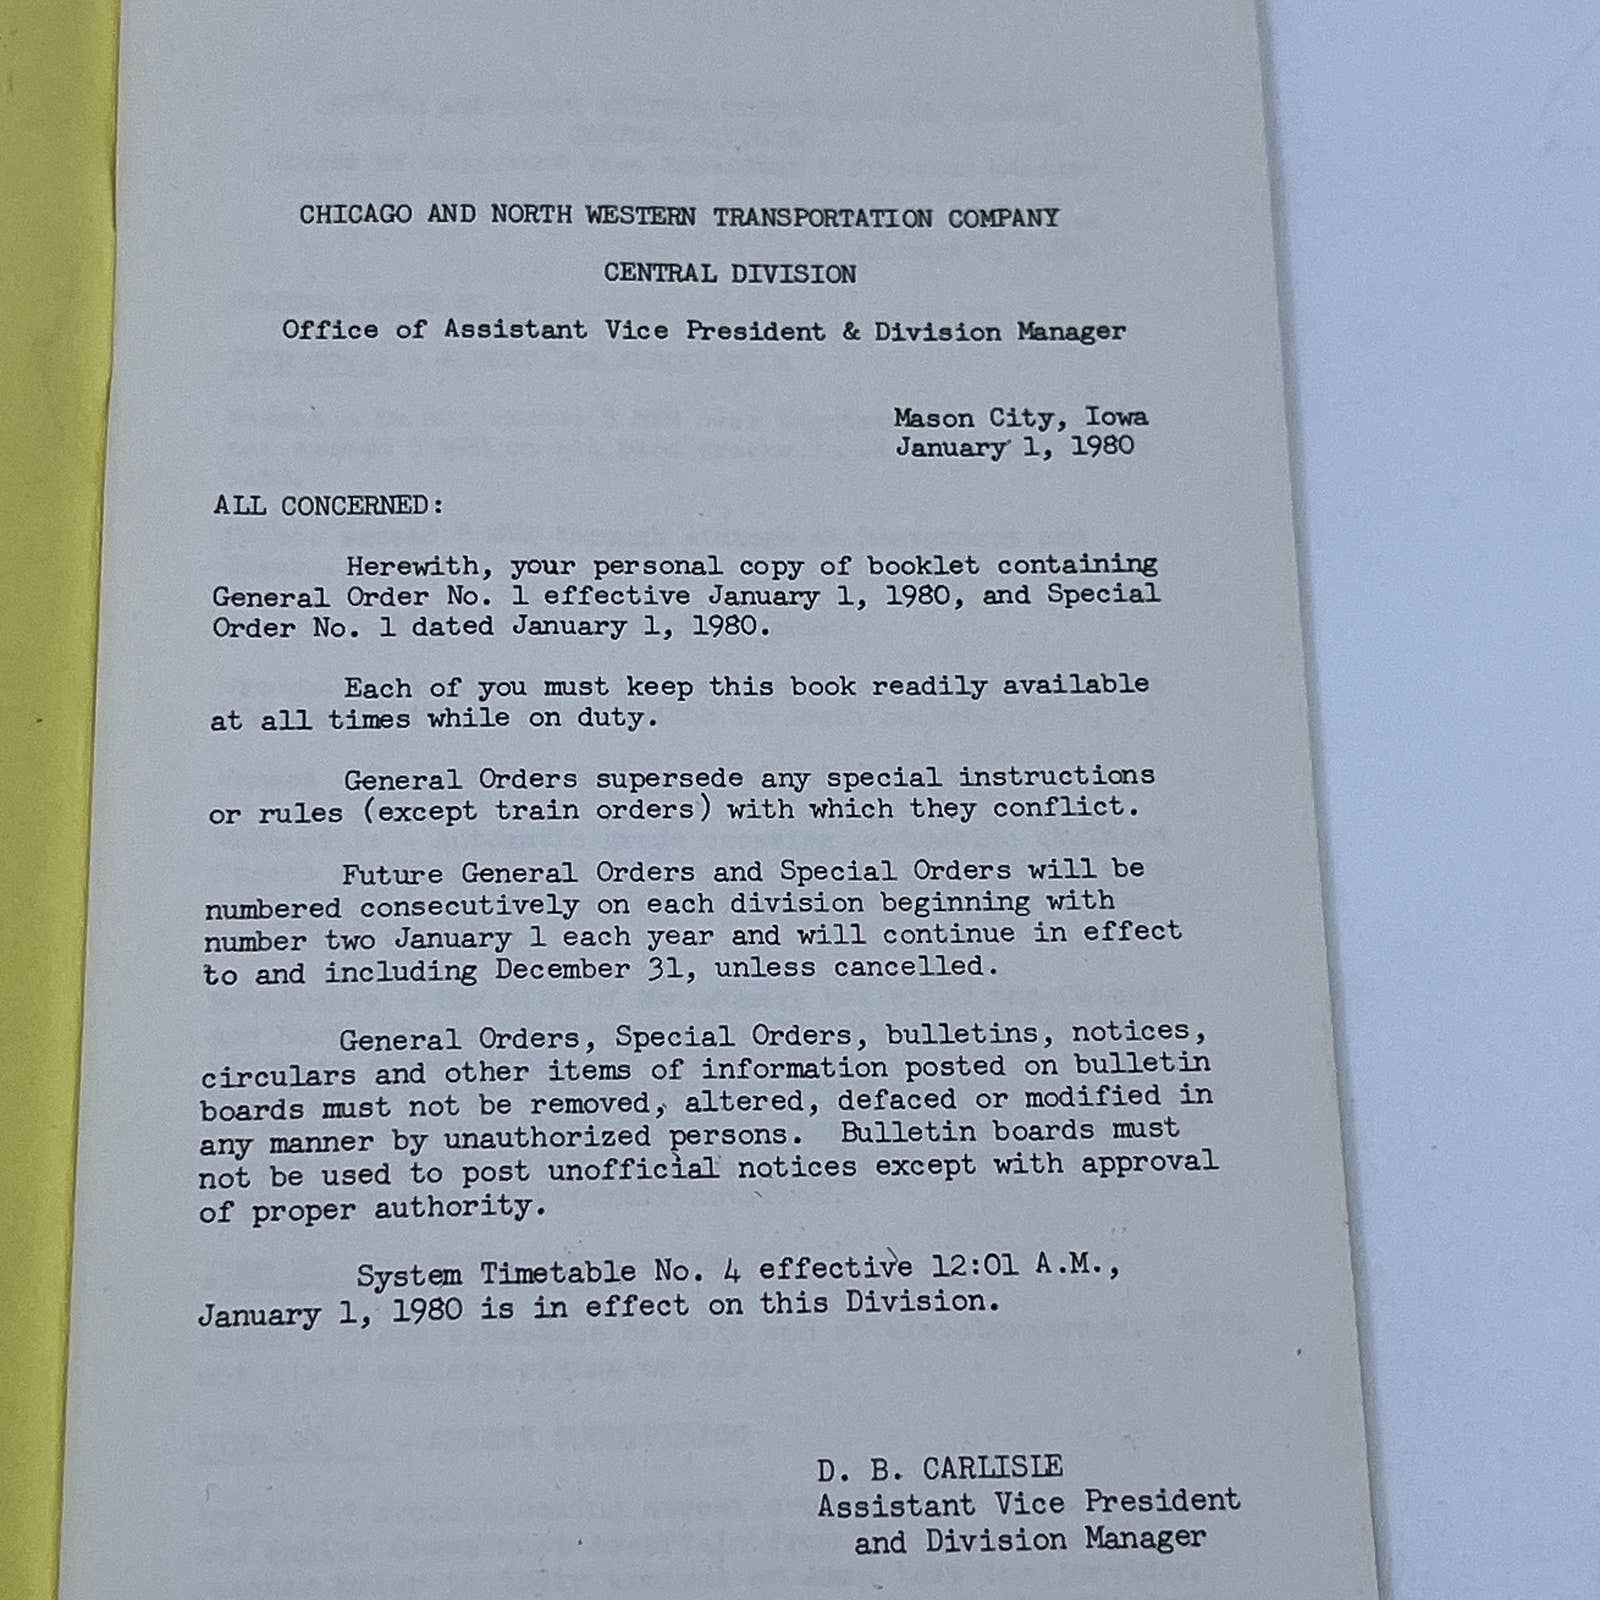 CHICAGO AND NORTH WESTERN TRANSPORTATION COMPANY
CENTRAL DIVISION
Office of Assistant Vice President & Division Manager
Mason City, Iowa
January 1, 1980
ALL CONCERNED:
Herewith, your personal copy of booklet containing
General Order No. 1 effective January 1, 1980, and Special
Order No. 1 dated January 1, 1980.
Each of you must keep this book readily available
at all times while on duty.
General Orders supersede any special instructions
or rules (except train orders) with which they conflict.
Future General Orders and Special Orders will be
numbered consecutively on each division beginning with
number two January 1 each year and will continue in effect
to and including December 31, unless cancelled.
General Orders, Special Orders, bulletins, notices,
circulars and other items of information posted on bulletin
boards must not be removed, altered, defaced or modified in
any manner by unauthorized persons.  Bulletin boards must
not be used to post unofficial notices except with approval
of proper authority.
System Timetable No. 4 effective 12:01 A.M.,
January 1, 1980 is in effect on this Division.
D. B. CARLISLE
Assistant Vice President
and Division Manager